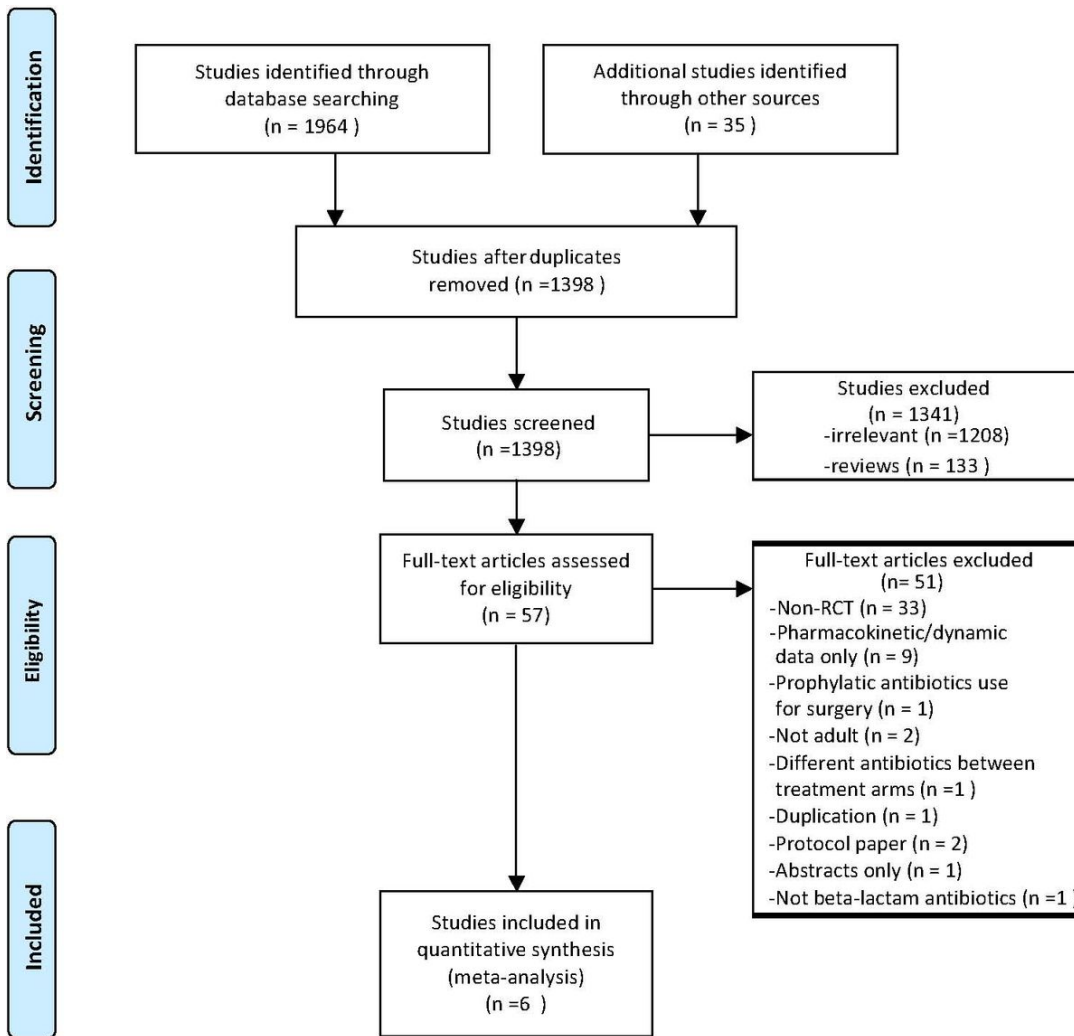 Identification
Studies identified through
database searching
(n = 1964 )
Additional studies identified
through other sources
(n = 35 )
Studies after duplicates
removed (n =1398 )
Screening
Studies screened
(n =1398)
Studies excluded
(n = 1341)
-irrelevant (n =1208)
-reviews (n = 133 )
Eligibility
Full-text articles assessed
for eligibility
(n = 57)
Full-text articles excluded
(n= 51)
-Non-RCT (n = 33)
-Pharmacokinetic/dynamic
data only (n = 9)
-Prophylatic antibiotics use
for surgery (n = 1)
-Not adult (n = 2)
-Different antibiotics between
treatment arms (n =1 )
-Duplication (n = 1)
-Protocol paper (n = 2)
-Abstracts only (n = 1)
-Not beta-lactam antibiotics (n =1 )
Included
Studies included in
quantitative synthesis
(meta-analysis)
(n =6 )